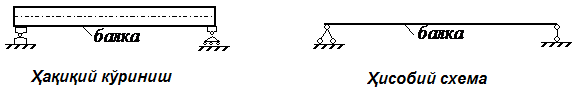 балка
балка
Ҳақиқий кўриниш
Ҳисобий схема